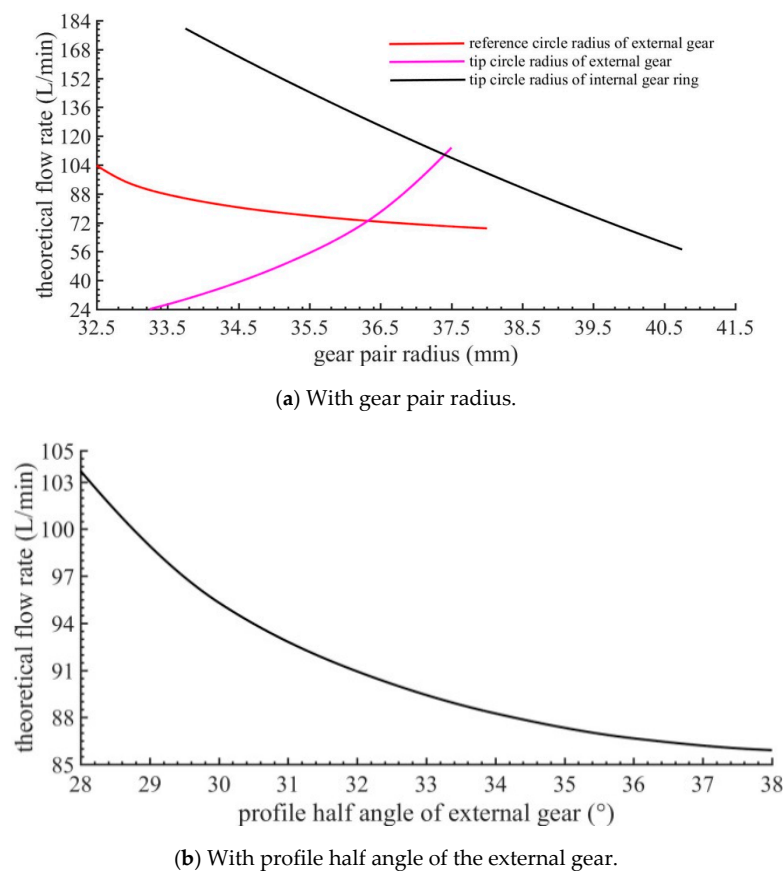 184
168
152
136
120
104
88
72
56
40
24
theoretical flow rate (L/min)
reference circle radius of external gear
tip circle radius of external gear
tip circle radius of internal gear ring
32.5 33.5 34.5 35.5 36.5 37.5 38.5 39.5 40.5 41.5
gear pair radius (mm)
(a) With gear pair radius.
105
103
100
97
94
91
88
85
theoretical flow rate (L/min)
28 29 30 31 32 33 34 35 36 37 38
profile half angle of external gear (°)
(b) With profile half angle of the external gear.